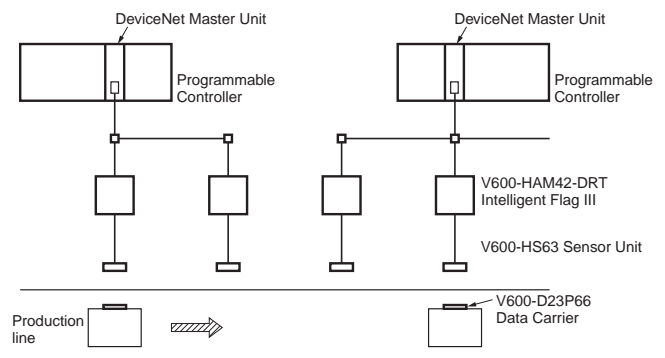 DeviceNet Master Unit
DeviceNet Master Unit
Programmable
Controller
Programmable
Controller
V600-HAM42-DRT
Intelligent Flag III
V600-HS63 Sensor Unit
V600-D23P66
Data Carrier
Production
line